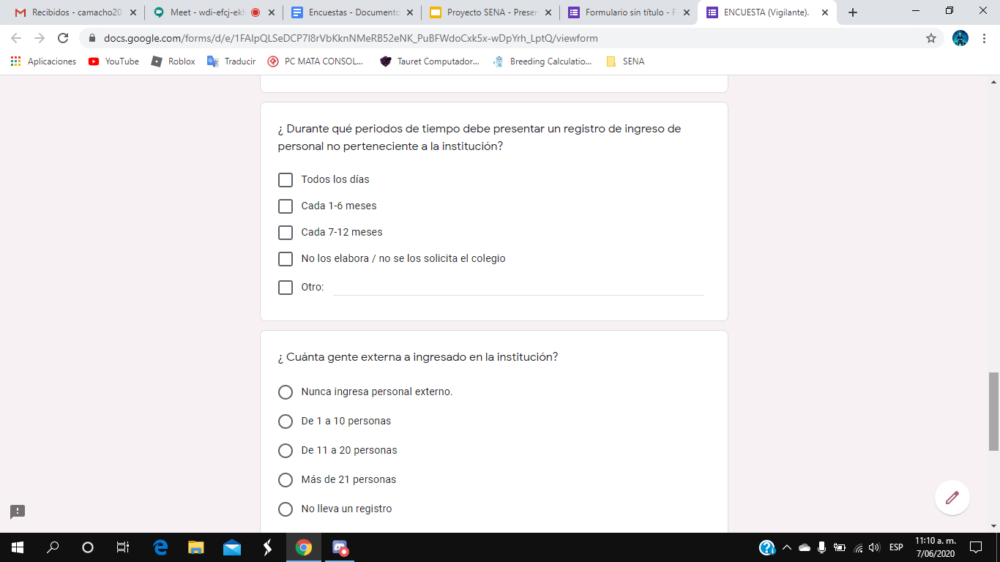 Recibidos - camacho20
Meet - wdi-efcj-ekh
Encuestas - Documento
Proyecto SENA - Presen
Formulario sin título - F
ENCUESTA (Vigilante).
docs.google.com/forms/d/e/1FAIpQLSeDCP7I8rVbKknNMeRB52eNK_PuBFWdoCxk5x-wDpYrh_LptQ/viewform
Aplicaciones
YouTube
Roblox
Traducir
PC MATA CONSOL...
Tauret Computador...
Breeding Calculatio...
SENA
¿ Durante qué periodos de tiempo debe presentar un registro de ingreso de
personal no perteneciente a la institución?
Todos los días
Cada 1-6 meses
Cada 7-12 meses
No los elabora / no se los solicita el colegio
Otro:
¿ Cuánta gente externa a ingresado en la institución?
Nunca ingresa personal externo.
De 1 a 10 personas
De 11 a 20 personas
Más de 21 personas
No lleva un registro
ESP
11:10 a. m.
7/06/2020